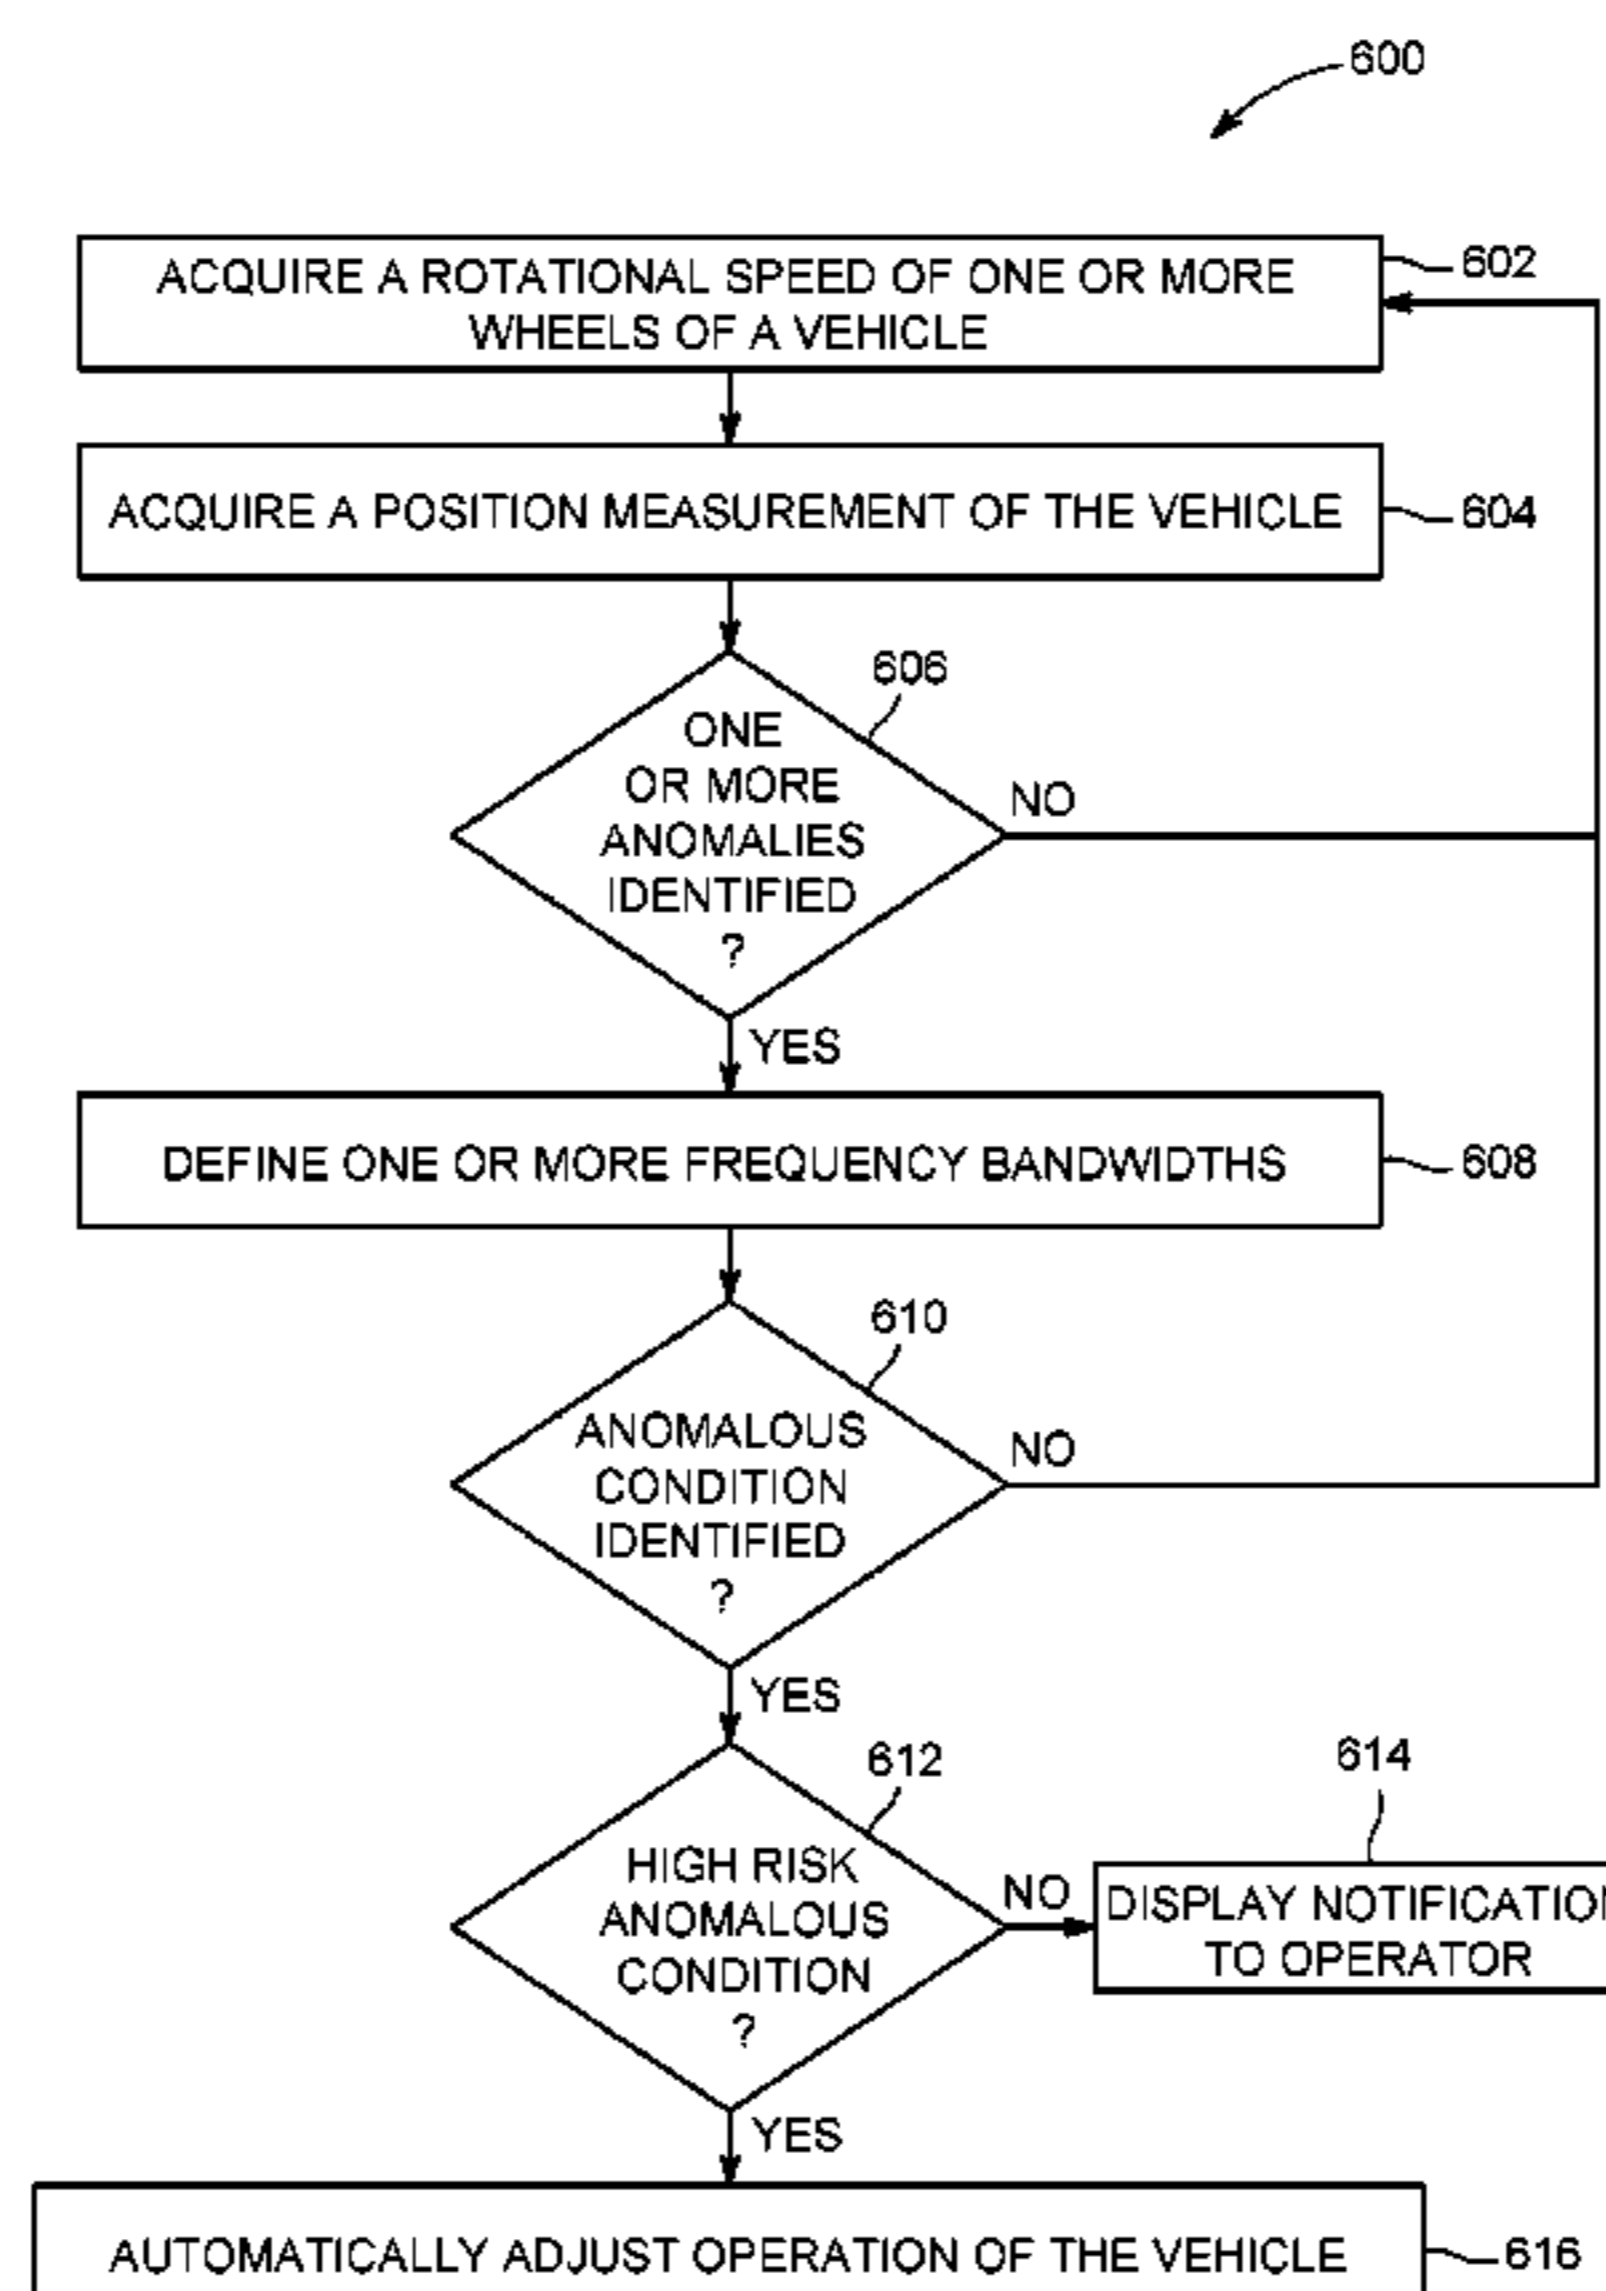 600
ACQUIRE A ROTATIONAL SPEED OF ONE OR MORE
WHEELS OF A VEHICLE
602
ACQUIRE A POSITION MEASUREMENT OF THE VEHICLE
604
606
ONE
OR MORE
ANOMALIES
IDENTIFIED
?
NO
YES
DEFINE ONE OR MORE FREQUENCY BANDWIDTHS
608
610
ANOMALOUS
CONDITION
IDENTIFIED
?
NO
YES
612
HIGH RISK
ANOMALOUS
CONDITION
?
NO
614
DISPLAY NOTIFICATION
TO OPERATOR
YES
AUTOMATICALLY ADJUST OPERATION OF THE VEHICLE
616